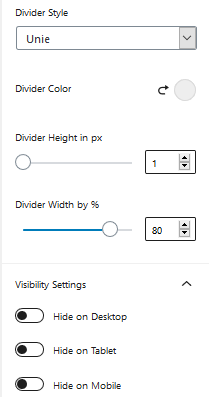 Divider Style
Unie
Divider Color
Divider Height in px
1
Divider Width by %
80
Visibility Settings
Hide on Desktop
Hide on Tablet
Hide on Mobile